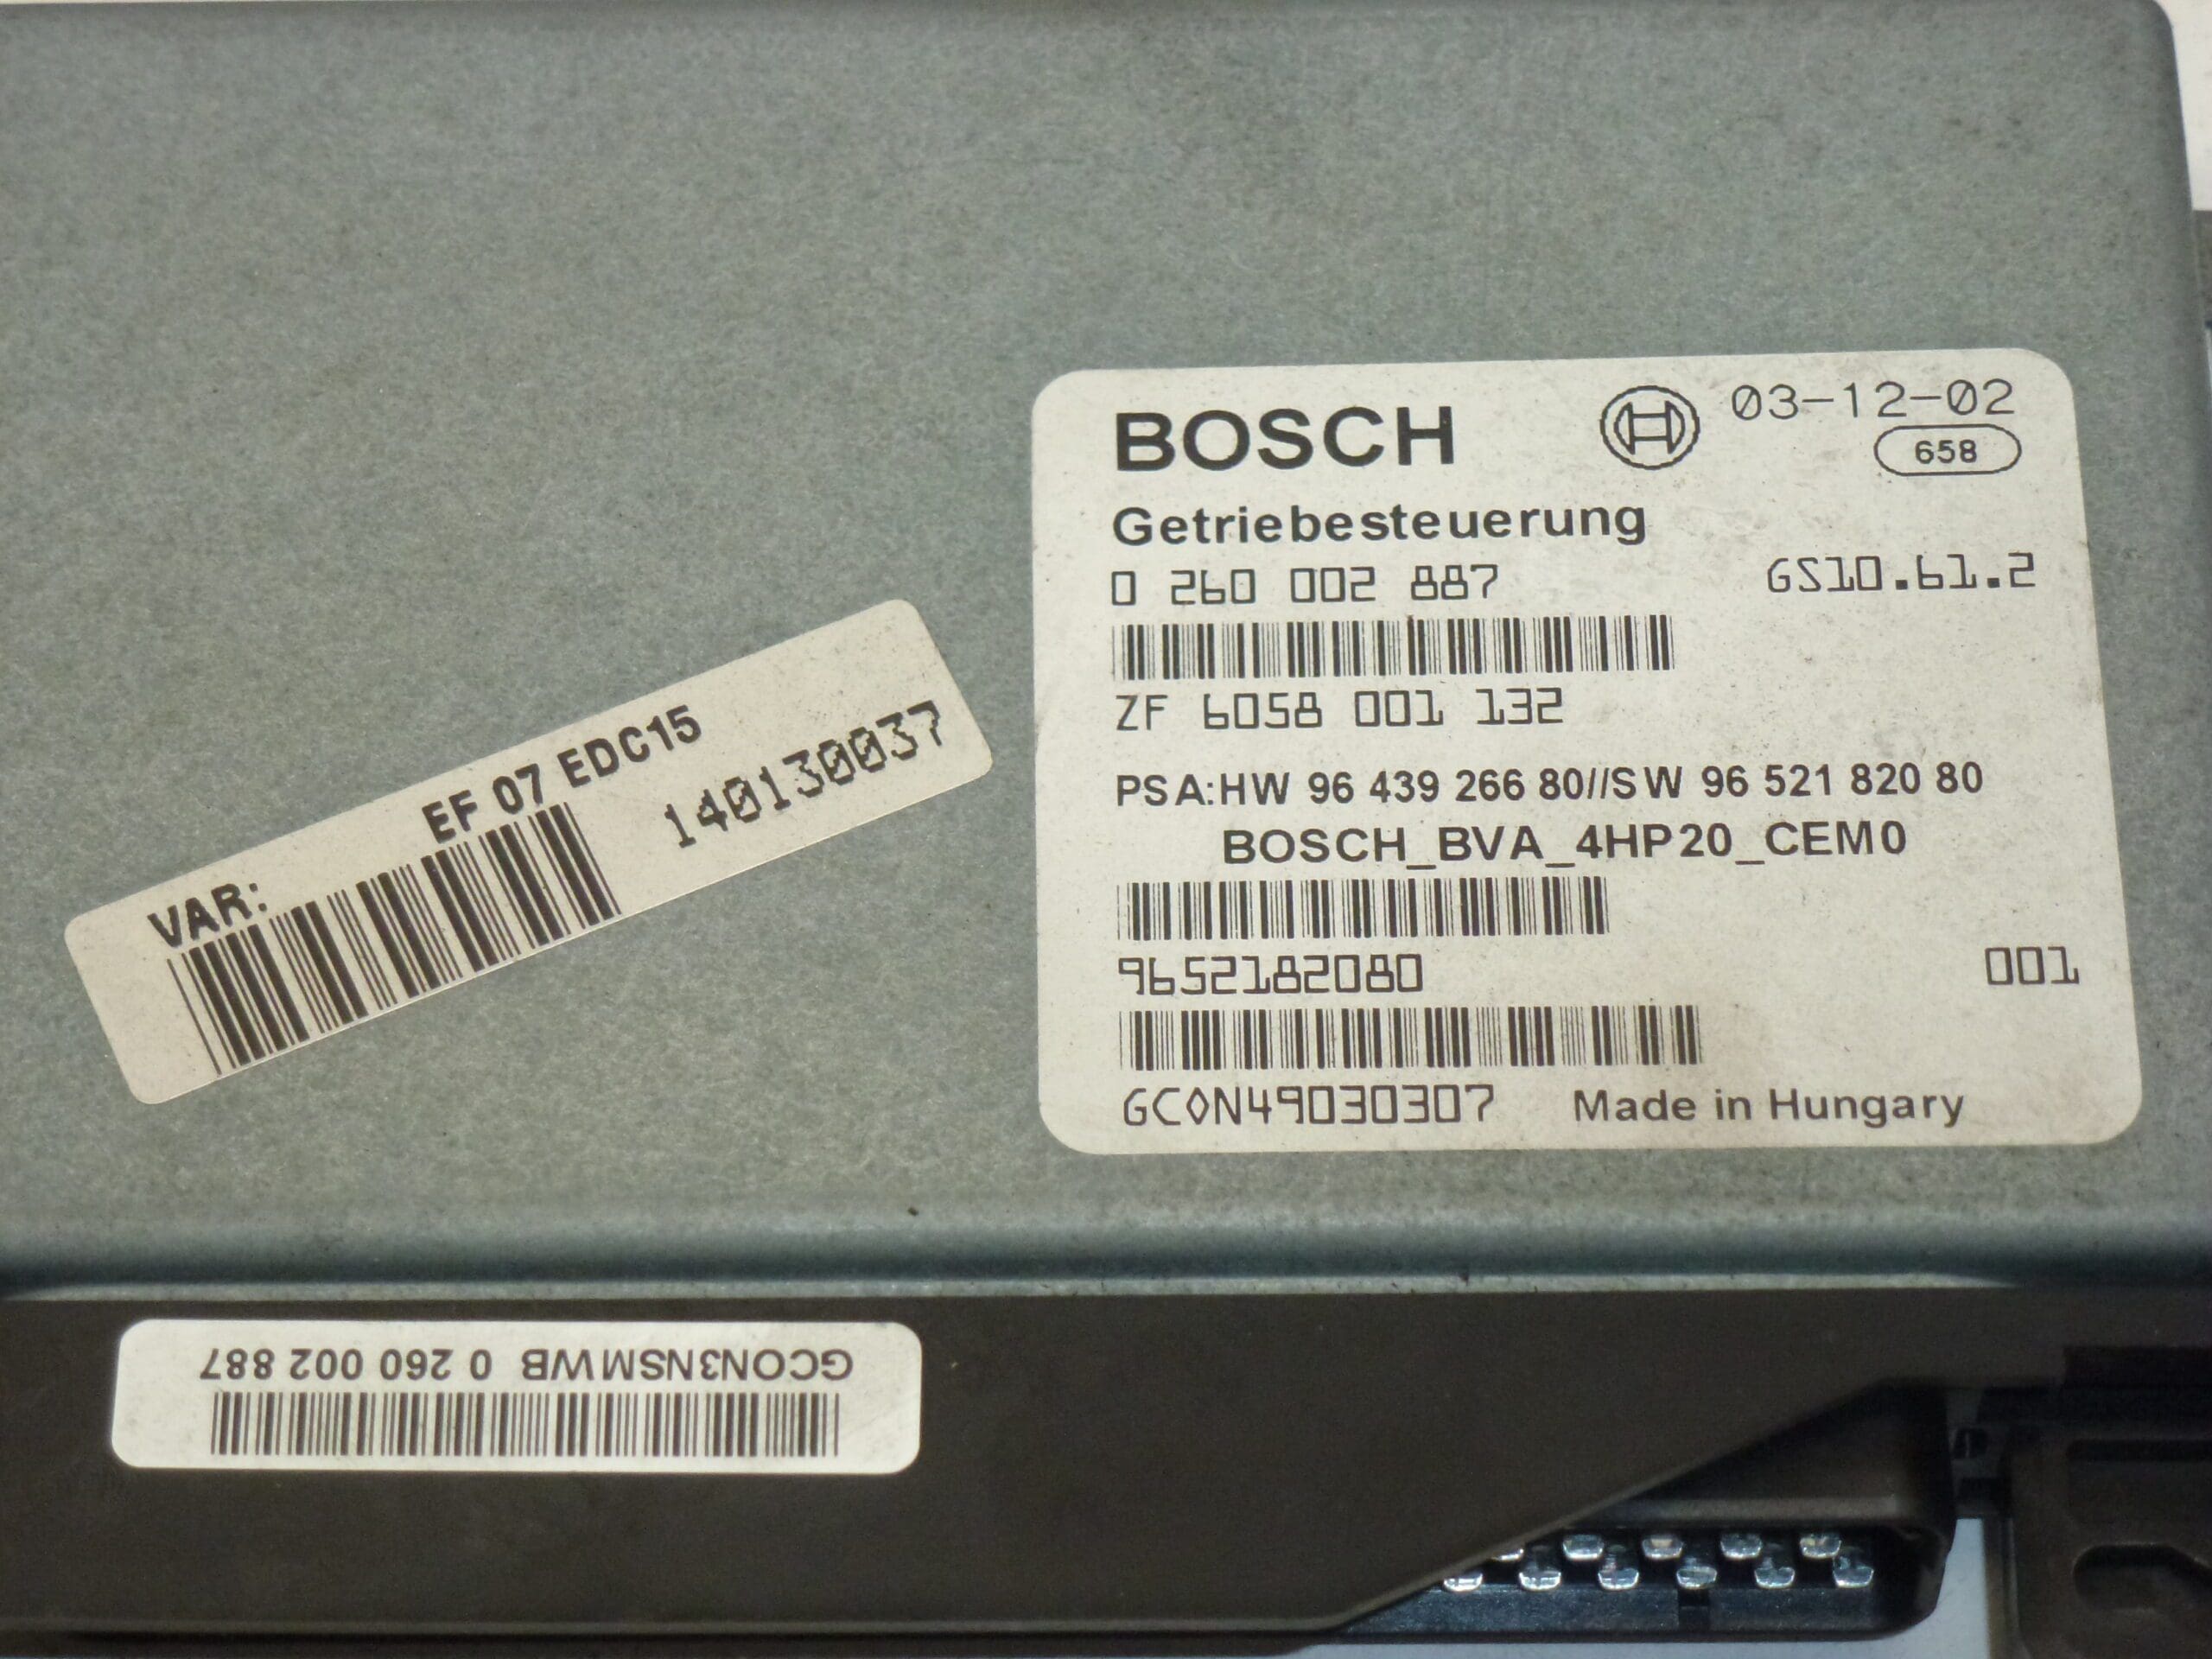 BOSCH 03-12-02
658
Getriebesteuerung
0 260 002 887 GS10.61.2
ZF 6058 001 132
PSA:HW 96 439 266 80//SW 96 521 820 80
BOSCH_BVA_4HP20_CEM0
9652182080 001
GC0N49030307 Made in Hungary
VAR: EF 07 EDC15
140130037
GCON3NSMWB 0 260 002 887